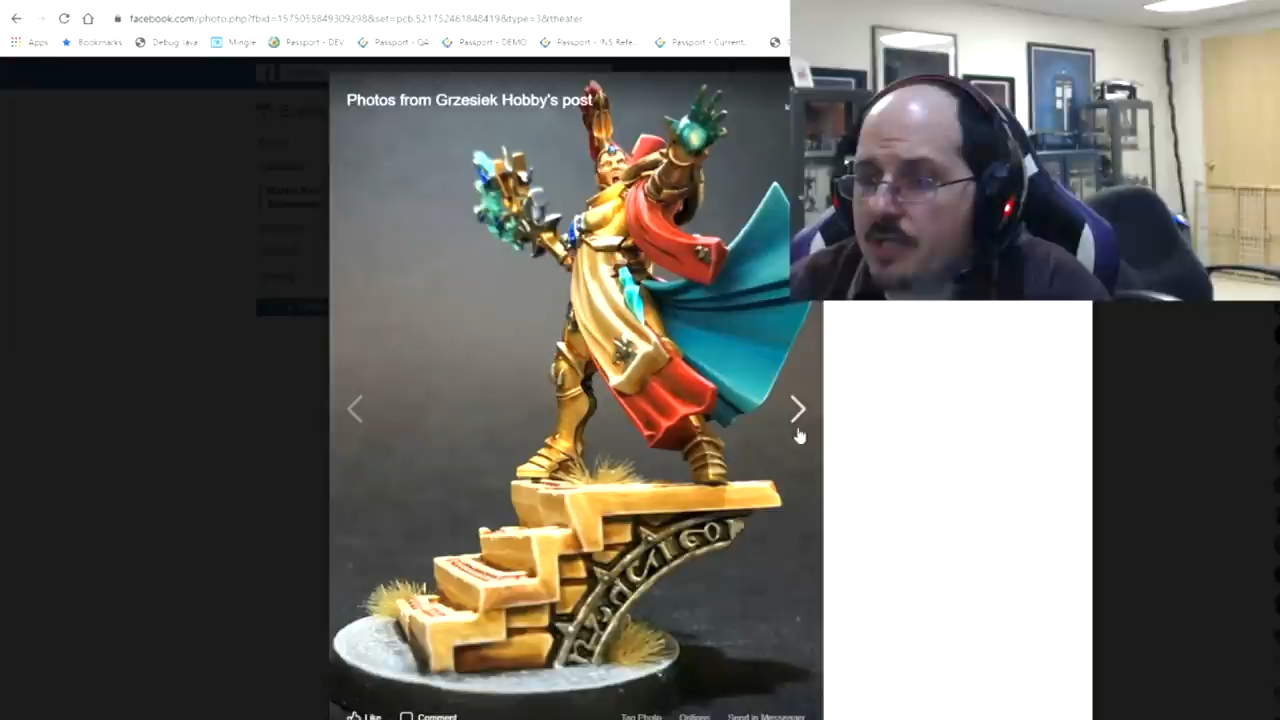 facebook.com/photo.php?fbid=1575055849309298&set=pcb.521752461848419&type=3&theater
Apps Bookmarks Debug Java Mingle Passport - DEV Passport - QA Passport - DEMO Passport - INS Refe... Passport - Current...
Photos from Grzesiek Hobby's post
Like Comment Tag Photo Options Send in Messenger